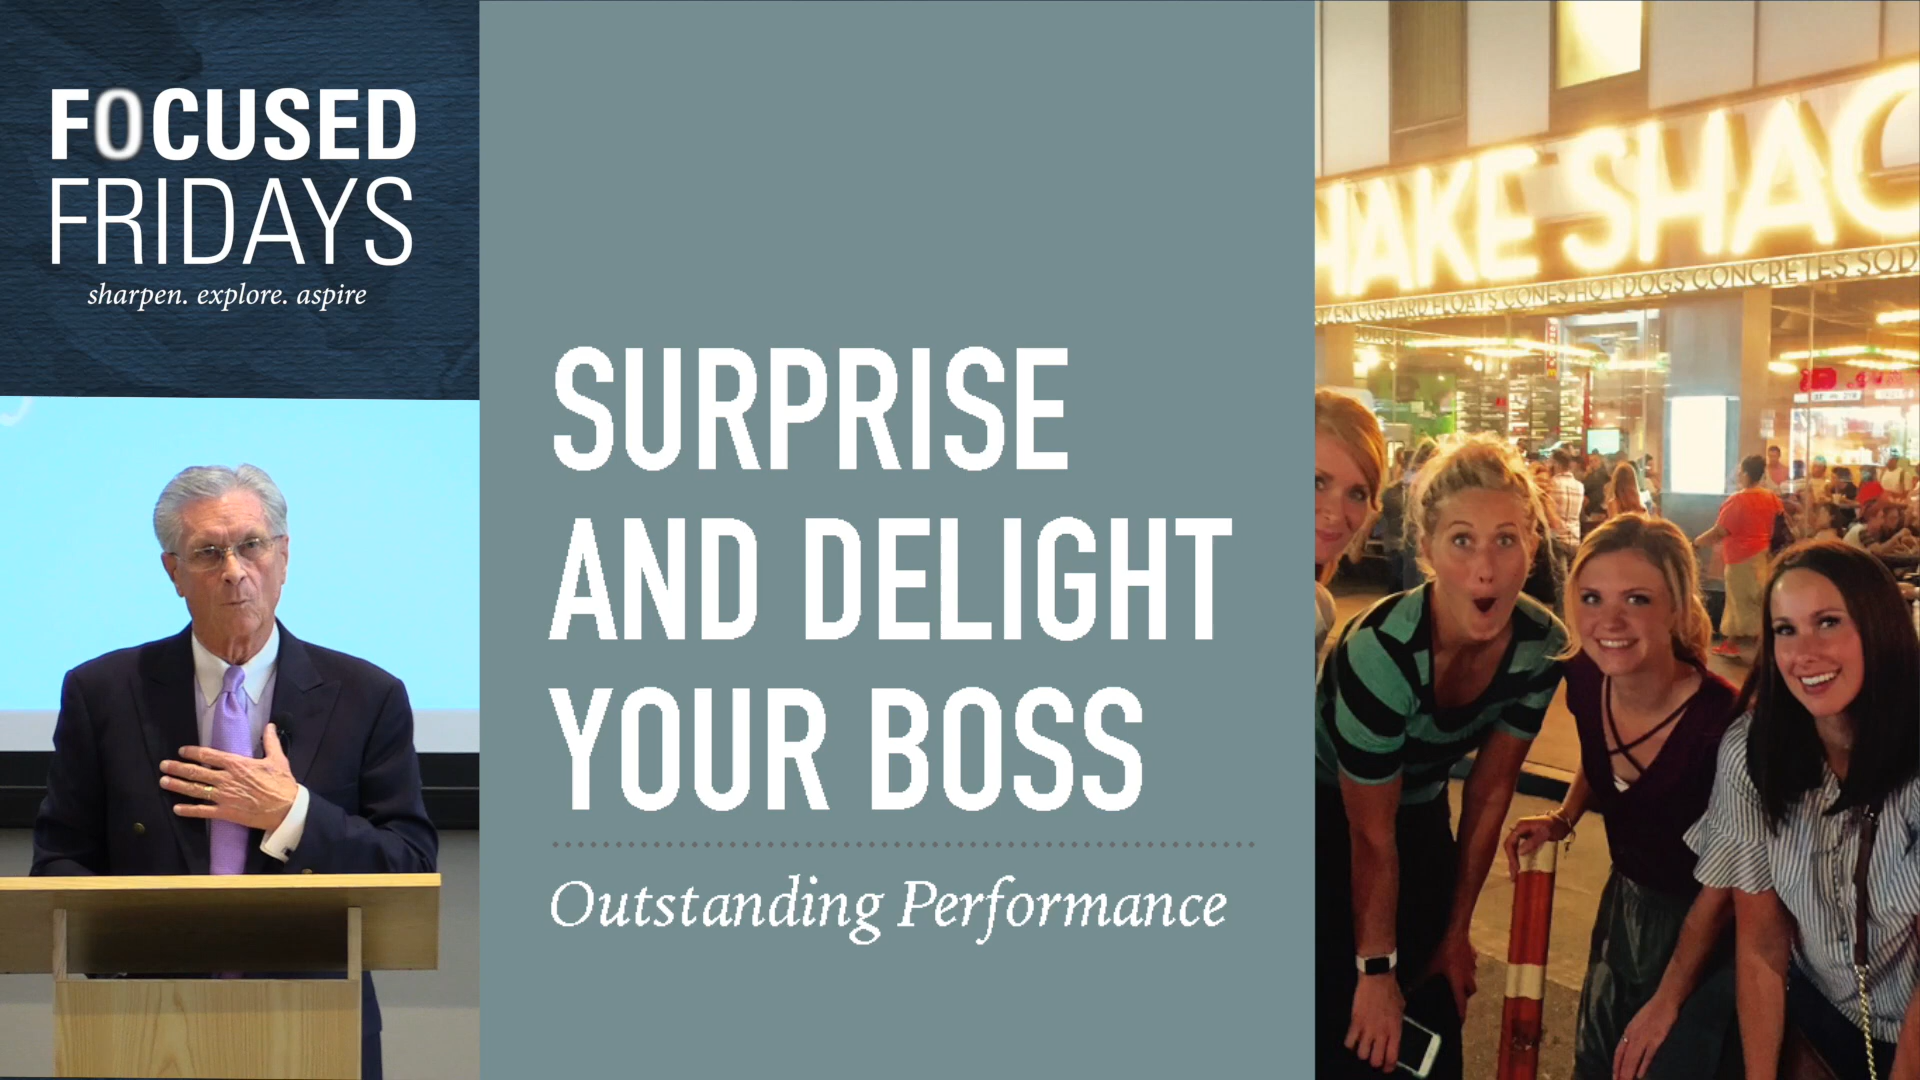 FOCUSED
FRIDAYS
sharpen. explore. aspire
SURPRISE
AND DELIGHT
YOUR BOSS
Outstanding Performance
HAKE SHAC
ZEN CUSTARD FLOATS CONES HOT DOGS CONCRETES SOD